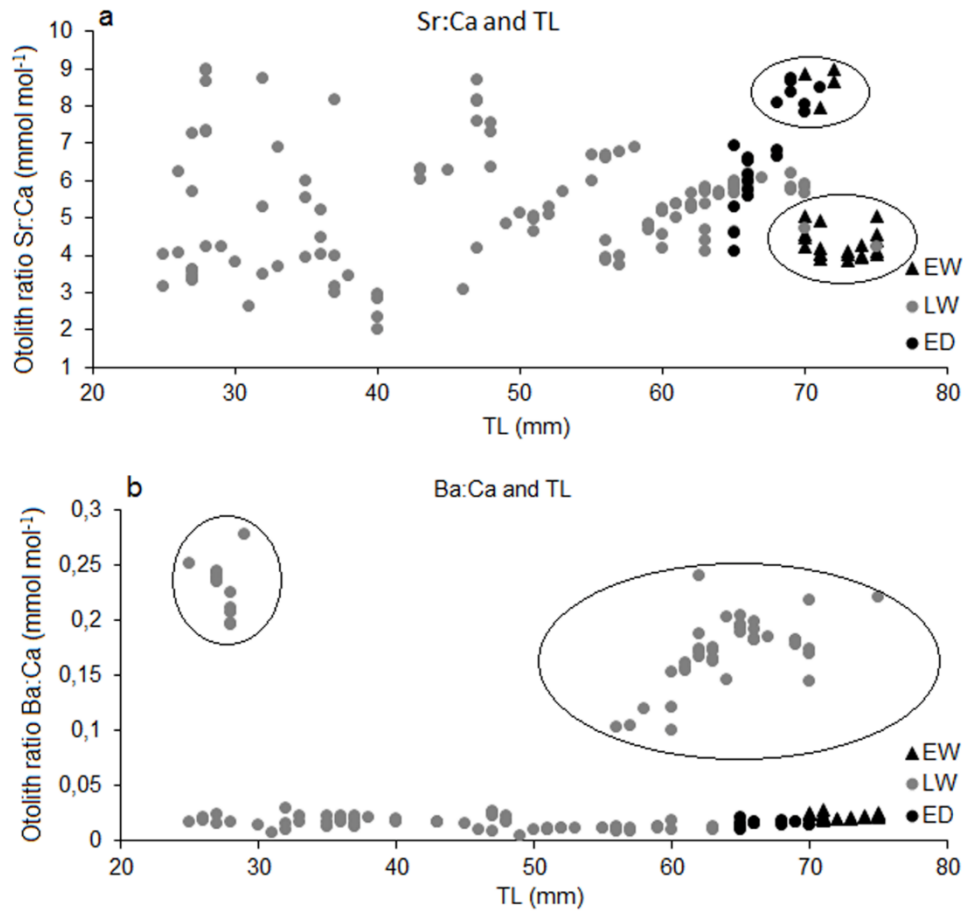 a
Sr:Ca and TL
Otolith ratio Sr:Ca (mmol mol⁻¹)
10
9
8
7
6
5
4
3
2
1
20 30 40 50 60 70 80
TL (mm)
EW
LW
ED
b
Ba:Ca and TL
Otolith ratio Ba:Ca (mmol mol⁻¹)
0,3
0,25
0,2
0,15
0,1
0,05
0
20 30 40 50 60 70 80
TL (mm)
EW
LW
ED